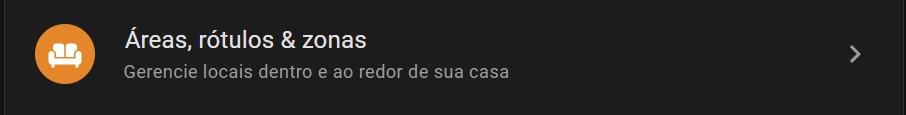 Áreas, rótulos & zonas
Gerencie locais dentro e ao redor de sua casa